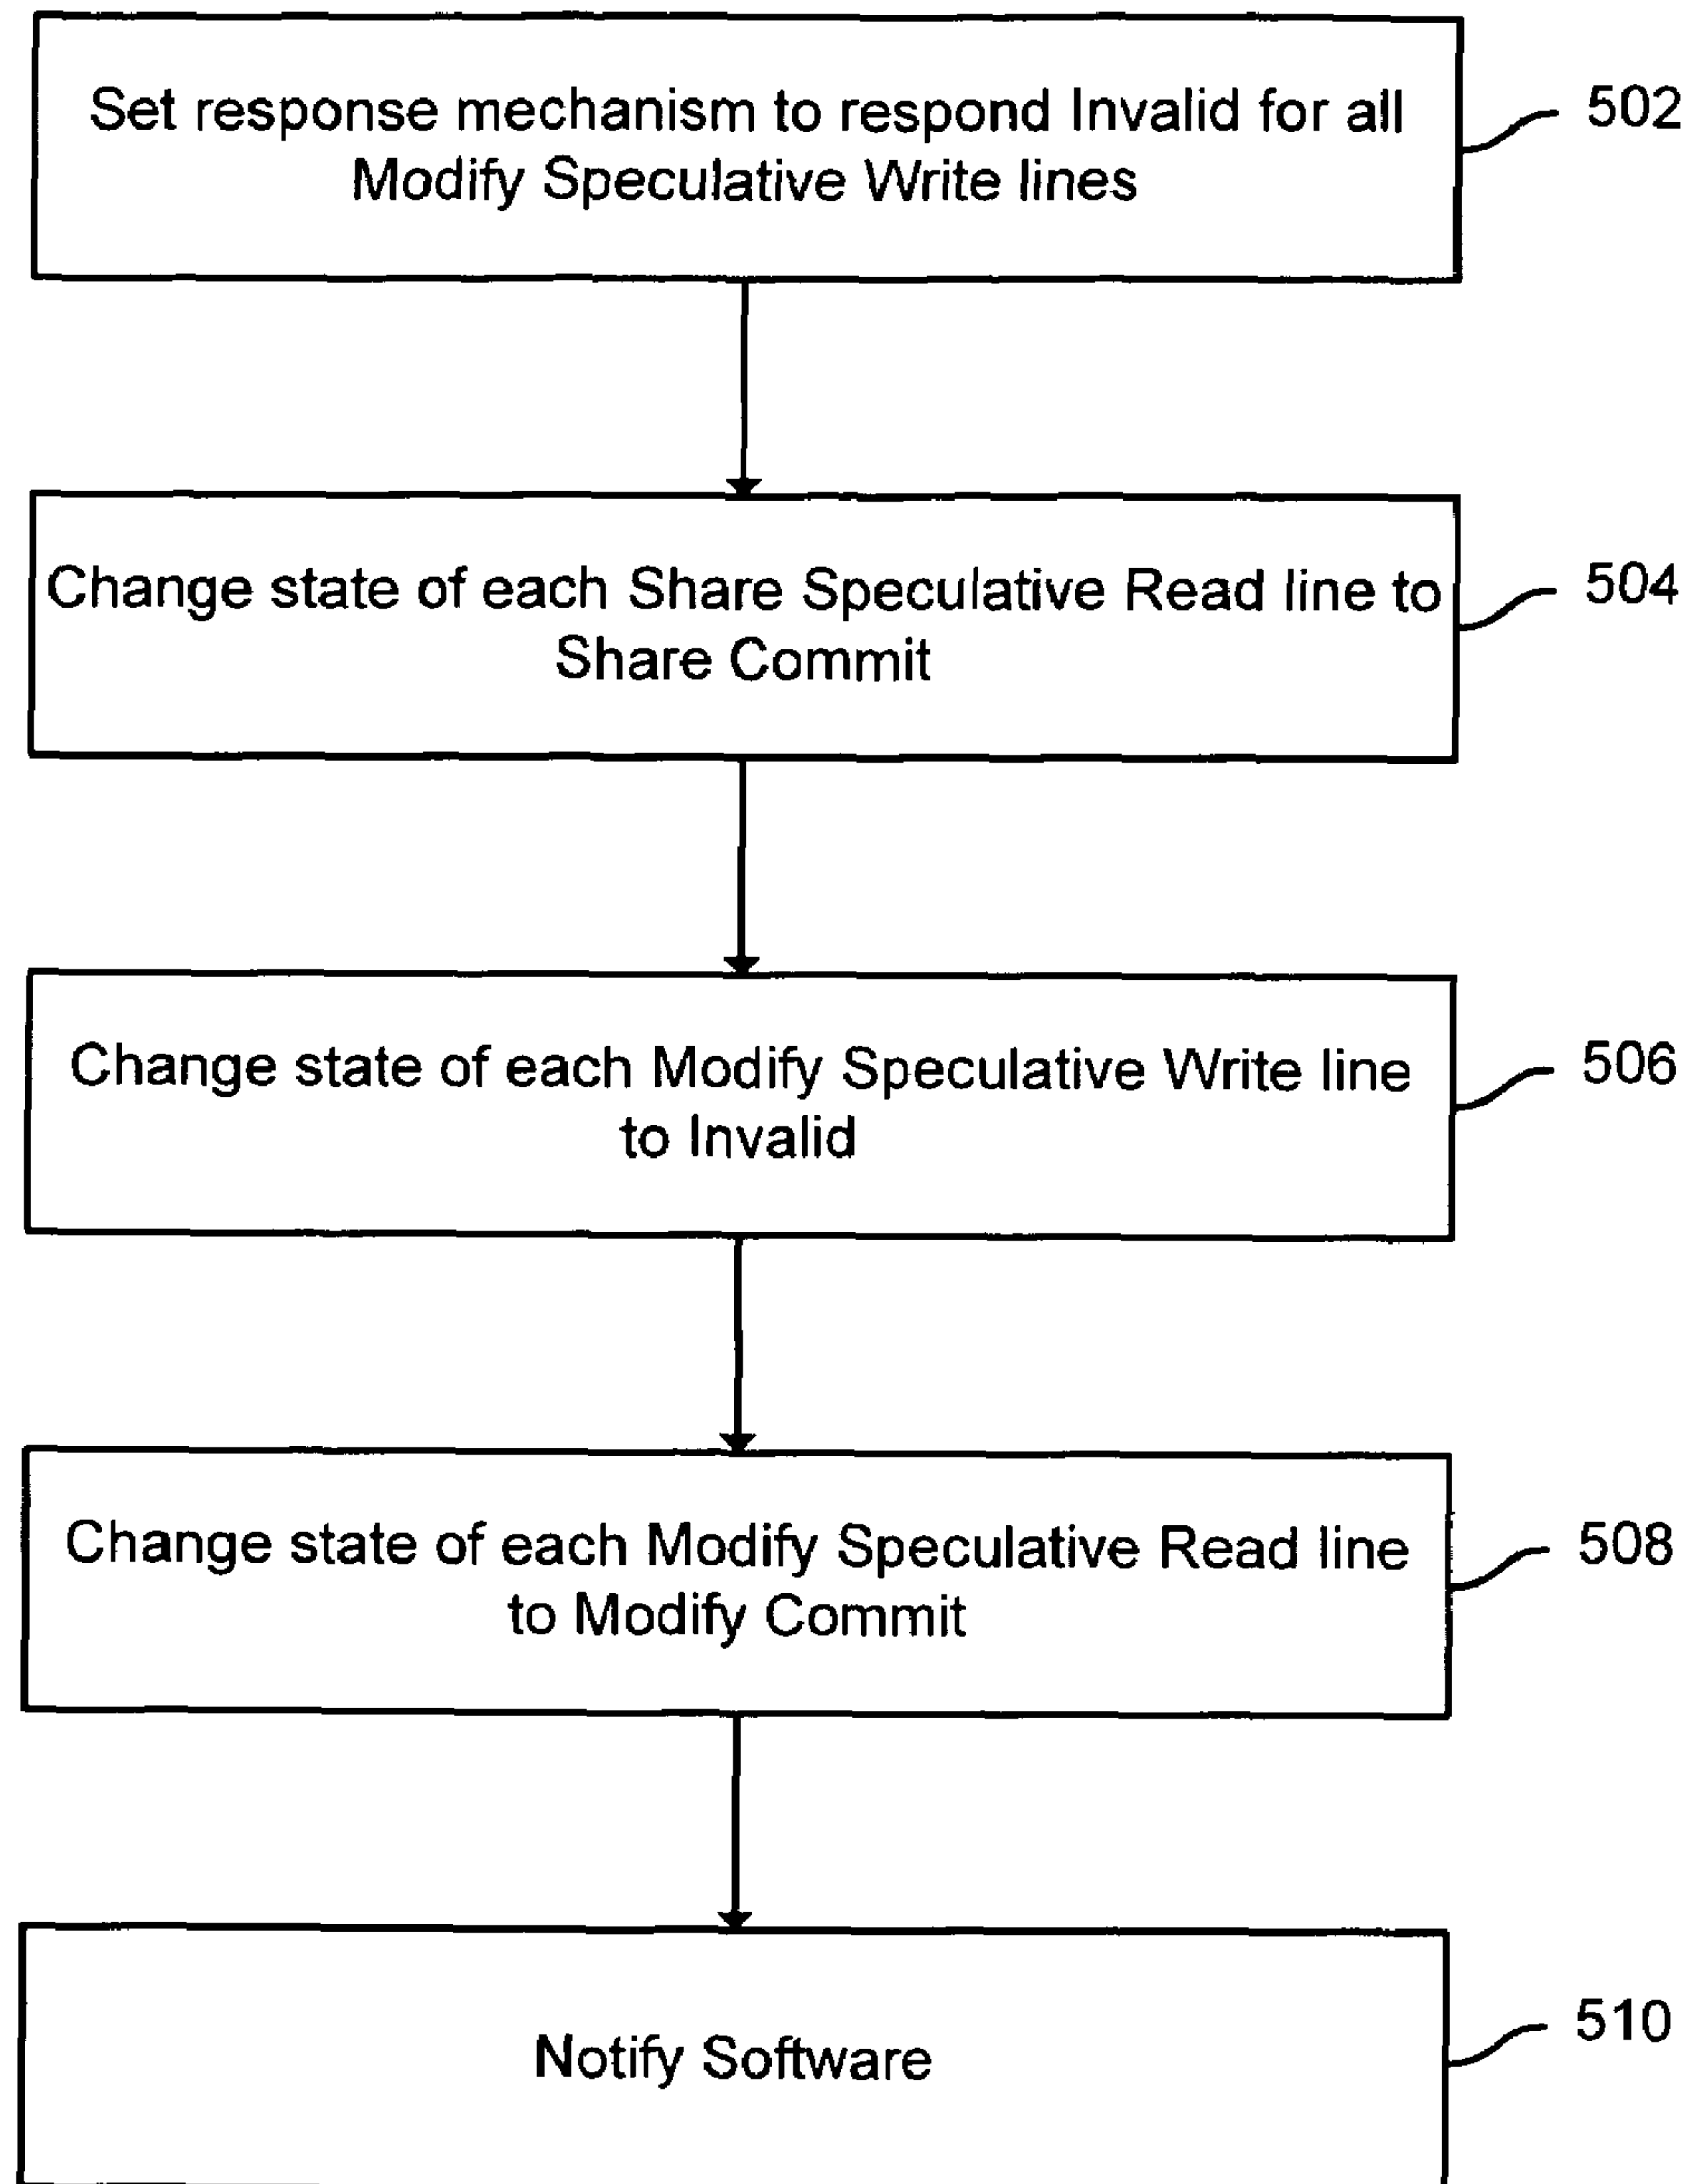 Set response mechanism to respond Invalid for all
Modify Speculative Write lines
502
Change state of each Share Speculative Read line to
Share Commit
504
Change state of each Modify Speculative Write line
to Invalid
506
Change state of each Modify Speculative Read line
to Modify Commit
508
Notify Software
510